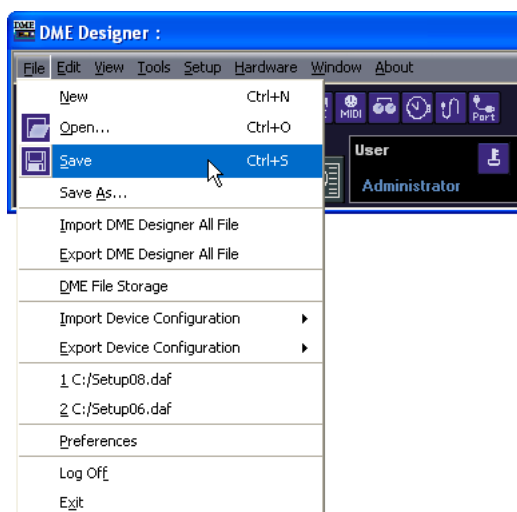 DME Designer :
File Edit View Tools Setup Hardware Window About
New Ctrl+N
Open... Ctrl+O
Save Ctrl+S
Save As...
Import DME Designer All File
Export DME Designer All File
DME File Storage
Import Device Configuration
Export Device Configuration
1 C:/Setup08.daf
2 C:/Setup06.daf
Preferences
Log Off
Exit
MIDI Port
User
Administrator